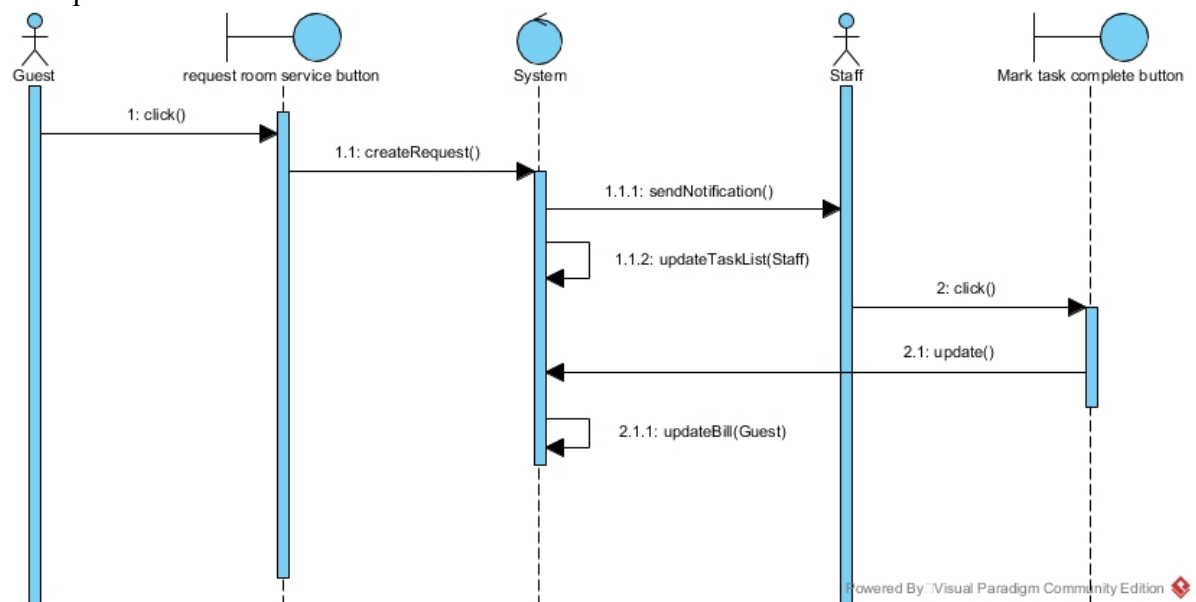 Guest
request room service button
System
Staff
Mark task complete button
1: click()
1.1: createRequest()
1.1.1: sendNotification()
1.1.2: updateTaskList(Staff)
2: click()
2.1: update()
2.1.1: updateBill(Guest)
Powered By Visual Paradigm Community Edition